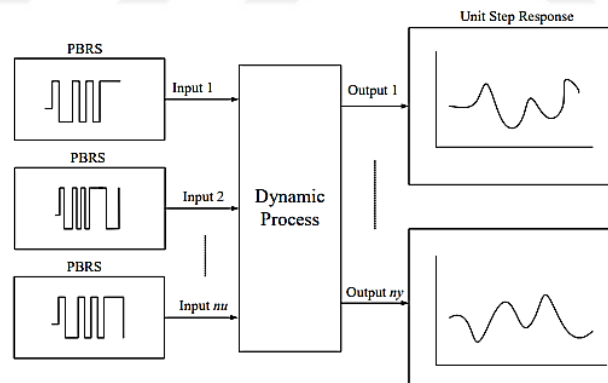 Unit Step Response
PBRS
Input 1
Output 1
PBRS
Input 2
Dynamic
Process
PBRS
Input nu
Output ny